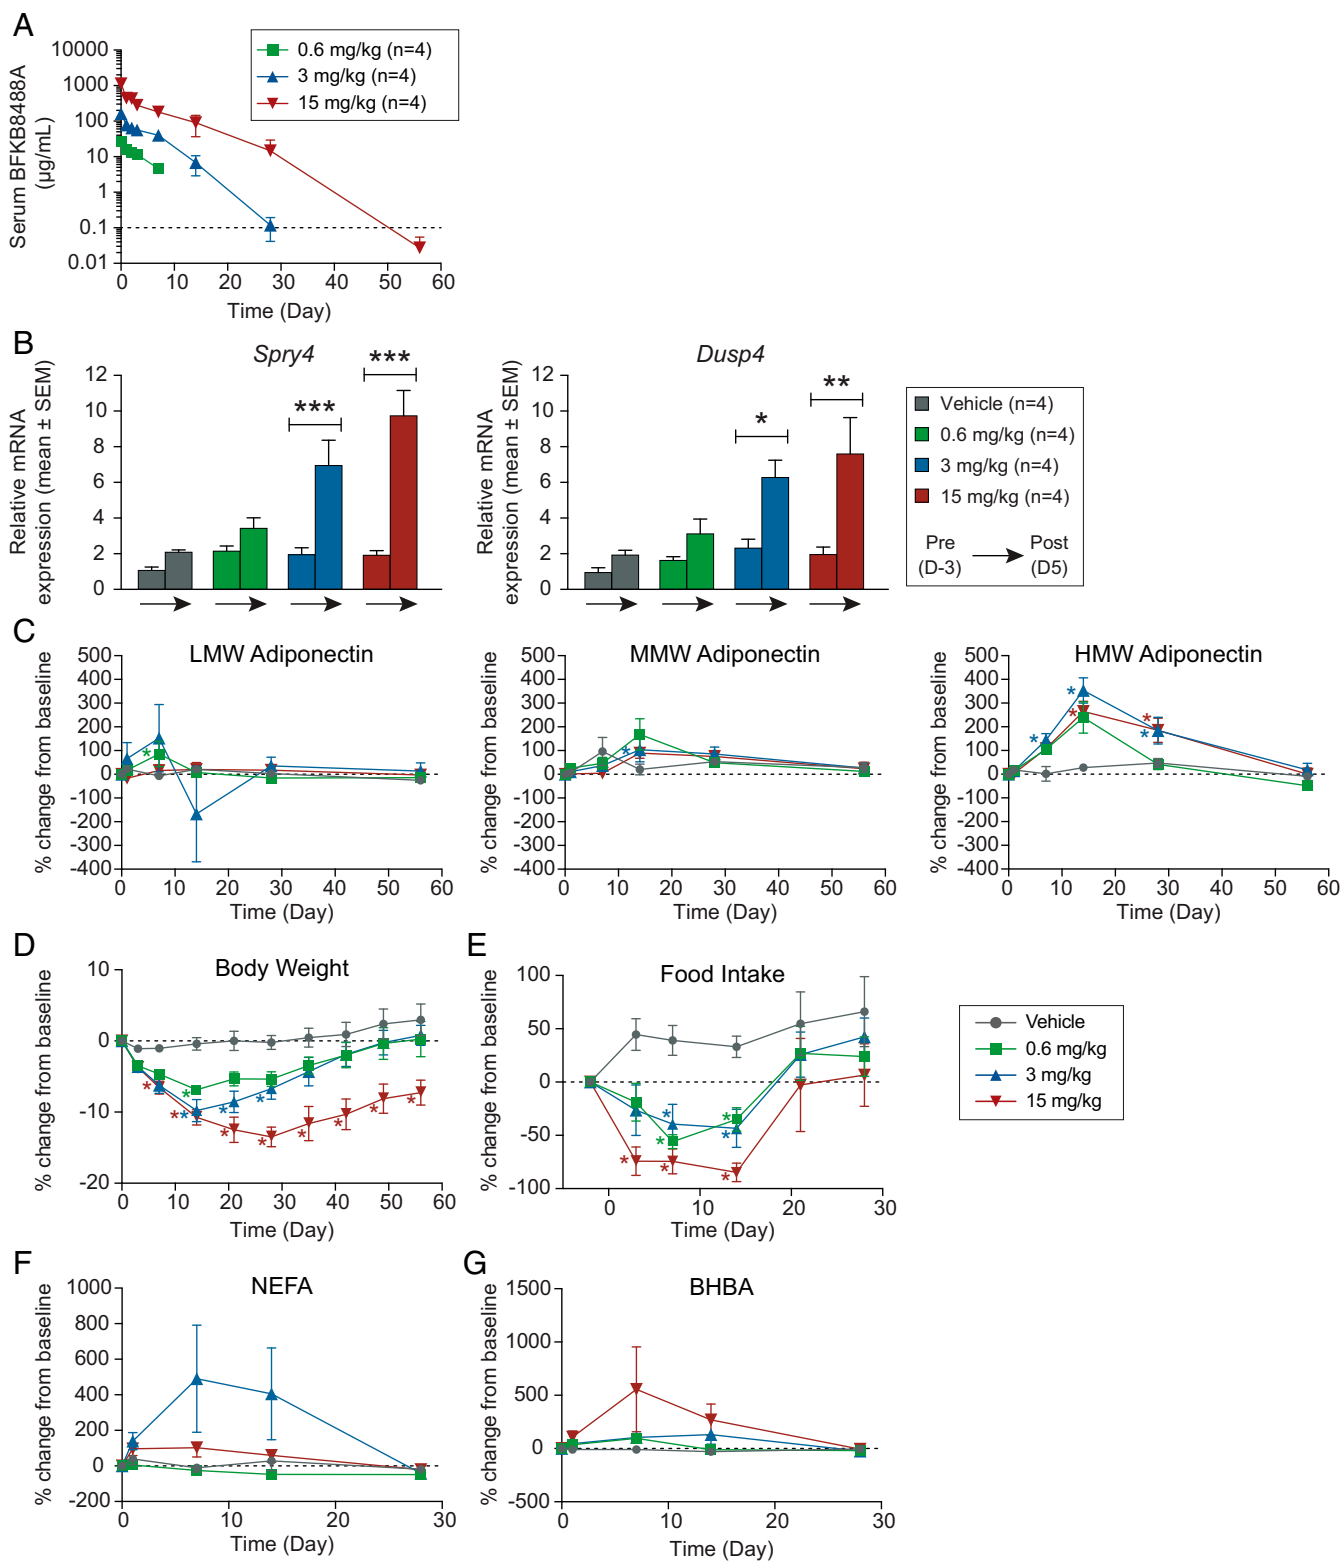 A
Serum BFKB8488A
(µg/mL)
10000
1000
100
10
1
0.1
0.01
0 10 20 30 40 50 60
Time (Day)
0.6 mg/kg (n=4)
3 mg/kg (n=4)
15 mg/kg (n=4)
B
Spry4
Relative mRNA
expression (mean ± SEM)
12
10
8
6
4
2
0
***
***
Dusp4
Relative mRNA
expression (mean ± SEM)
12
10
8
6
4
2
0
*
**
Vehicle (n=4)
0.6 mg/kg (n=4)
3 mg/kg (n=4)
15 mg/kg (n=4)
Pre Post
(D-3) (D5)
C
LMW Adiponectin
% change from baseline
500
400
300
200
100
0
-100
-200
-300
-400
*
0 10 20 30 40 50 60
Time (Day)
MMW Adiponectin
% change from baseline
500
400
300
200
100
0
-100
-200
-300
-400
*
0 10 20 30 40 50 60
Time (Day)
HMW Adiponectin
% change from baseline
500
400
300
200
100
0
-100
-200
-300
-400
* * * * *
0 10 20 30 40 50 60
Time (Day)
D
Body Weight
% change from baseline
10
0
-10
-20
* * * * * * * * * * * *
0 10 20 30 40 50 60
Time (Day)
E
Food Intake
% change from baseline
100
50
0
-50
-100
* * * * * * *
0 10 20 30
Time (Day)
Vehicle
0.6 mg/kg
3 mg/kg
15 mg/kg
F
NEFA
% change from baseline
1000
800
600
400
200
0
-200
0 10 20 30
Time (Day)
G
BHBA
% change from baseline
1500
1000
500
0
-500
0 10 20 30
Time (Day)